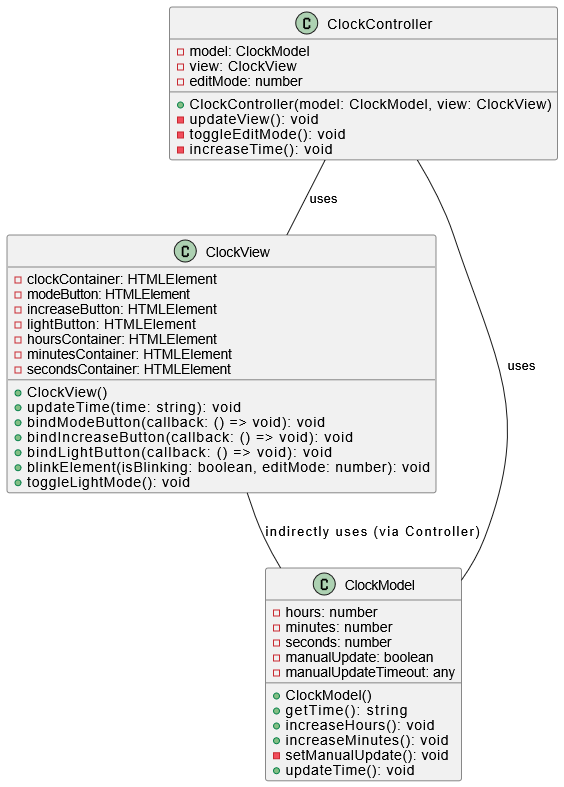 C ClockController
model: ClockModel
view: ClockView
editMode: number
ClockController(model: ClockModel, view: ClockView)
updateView(): void
toggleEditMode(): void
increaseTime(): void
uses
C ClockView
clockContainer: HTMLElement
modeButton: HTMLElement
increaseButton: HTMLElement
lightButton: HTMLElement
hoursContainer: HTMLElement
minutesContainer: HTMLElement
secondsContainer: HTMLElement
ClockView()
updateTime(time: string): void
bindModeButton(callback: () => void): void
bindIncreaseButton(callback: () => void): void
bindLightButton(callback: () => void): void
blinkElement(isBlinking: boolean, editMode: number): void
toggleLightMode(): void
uses
indirectly uses (via Controller)
C ClockModel
hours: number
minutes: number
seconds: number
manualUpdate: boolean
manualUpdateTimeout: any
ClockModel()
getTime(): string
increaseHours(): void
increaseMinutes(): void
setManualUpdate(): void
updateTime(): void